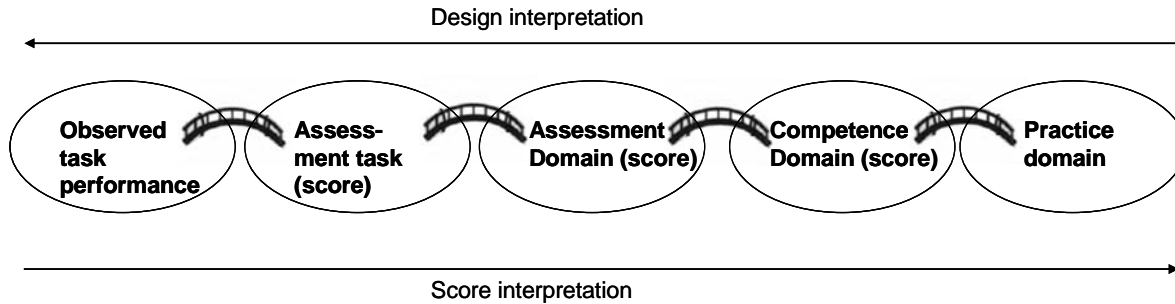 Design interpretation
Observed
task
performance
Assess-
ment task
(score)
Assessment
Domain (score)
Competence
Domain (score)
Practice
domain
Score interpretation